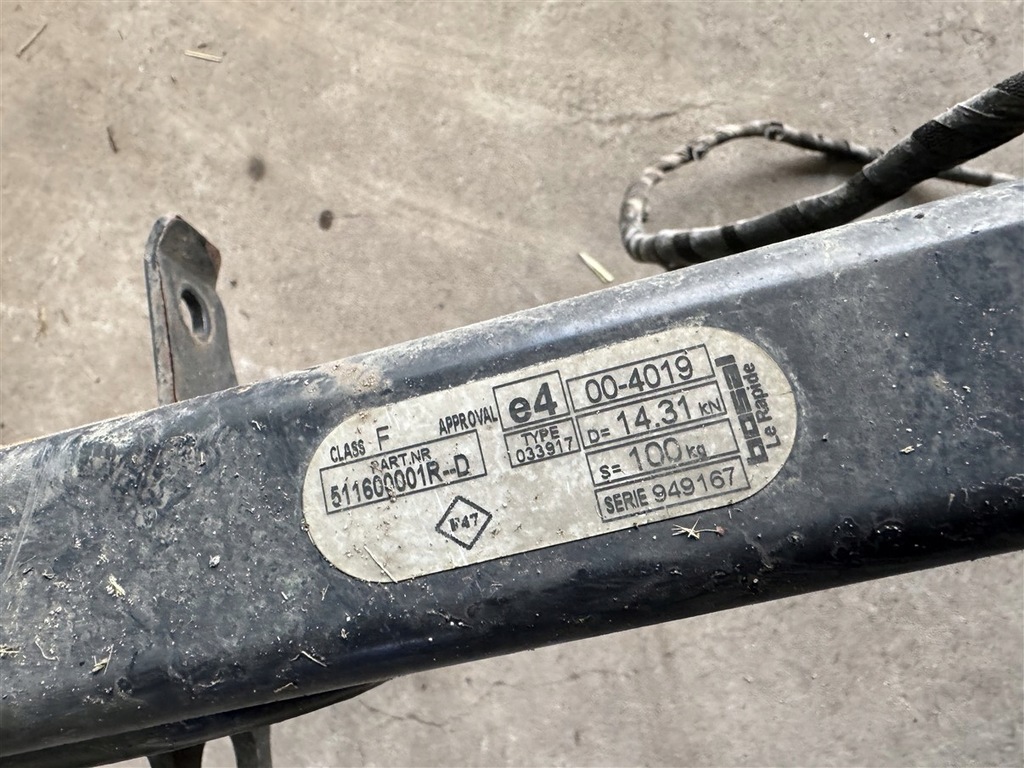 CLASS F
APPROVAL
e4
00-4019
PART.NR
511600001R--D
TYPE
033917
D= 14.31 kN
S= 100 kg
SERIE 949167
bosal
Le Rapide